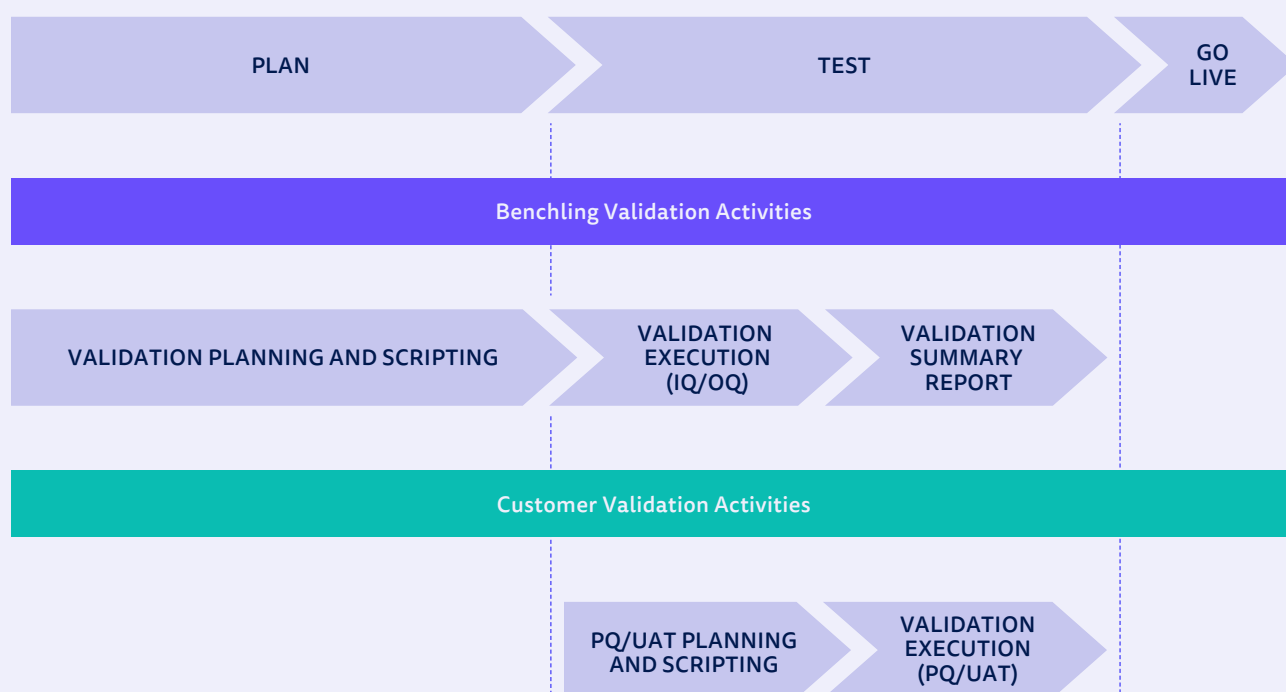 PLAN
TEST
GO
LIVE
Benchling Validation Activities
VALIDATION PLANNING AND SCRIPTING
VALIDATION
EXECUTION
(IQ/OQ)
VALIDATION
SUMMARY
REPORT
Customer Validation Activities
PQ/UAT PLANNING
AND SCRIPTING
VALIDATION
EXECUTION
(PQ/UAT)